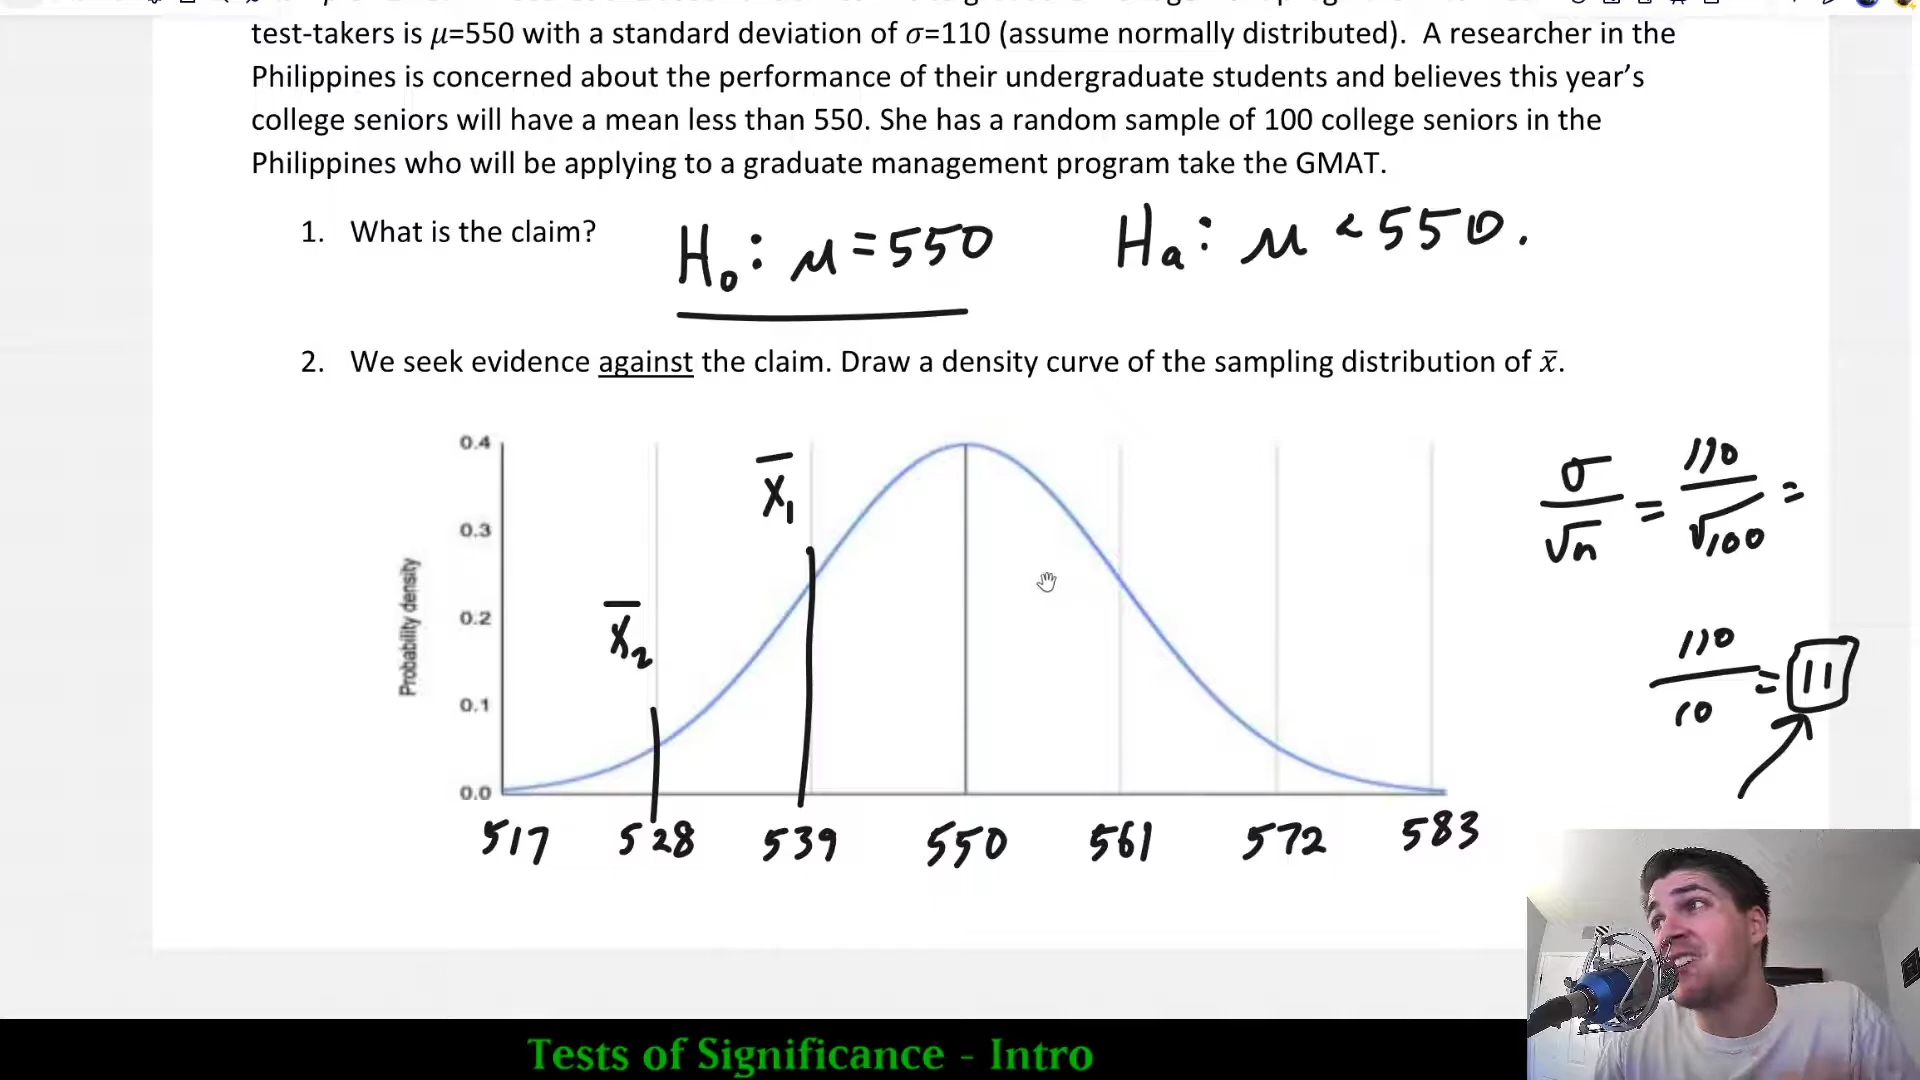 test-takers is μ=550 with a standard deviation of σ=110 (assume normally distributed). A researcher in the
Philippines is concerned about the performance of their undergraduate students and believes this year's
college seniors will have a mean less than 550. She has a random sample of 100 college seniors in the
Philippines who will be applying to a graduate management program take the GMAT.
1. What is the claim? H₀: μ=550 Hₐ: μ<550.
2. We seek evidence against the claim. Draw a density curve of the sampling distribution of x̄.
0.4
0.3
0.2
0.1
0.0
Probability density
x̄₁
x̄₂
517 528 539 550 561 572 583
σ/√n = 110/√100 =
110/10 = 11
Tests of Significance - Intro